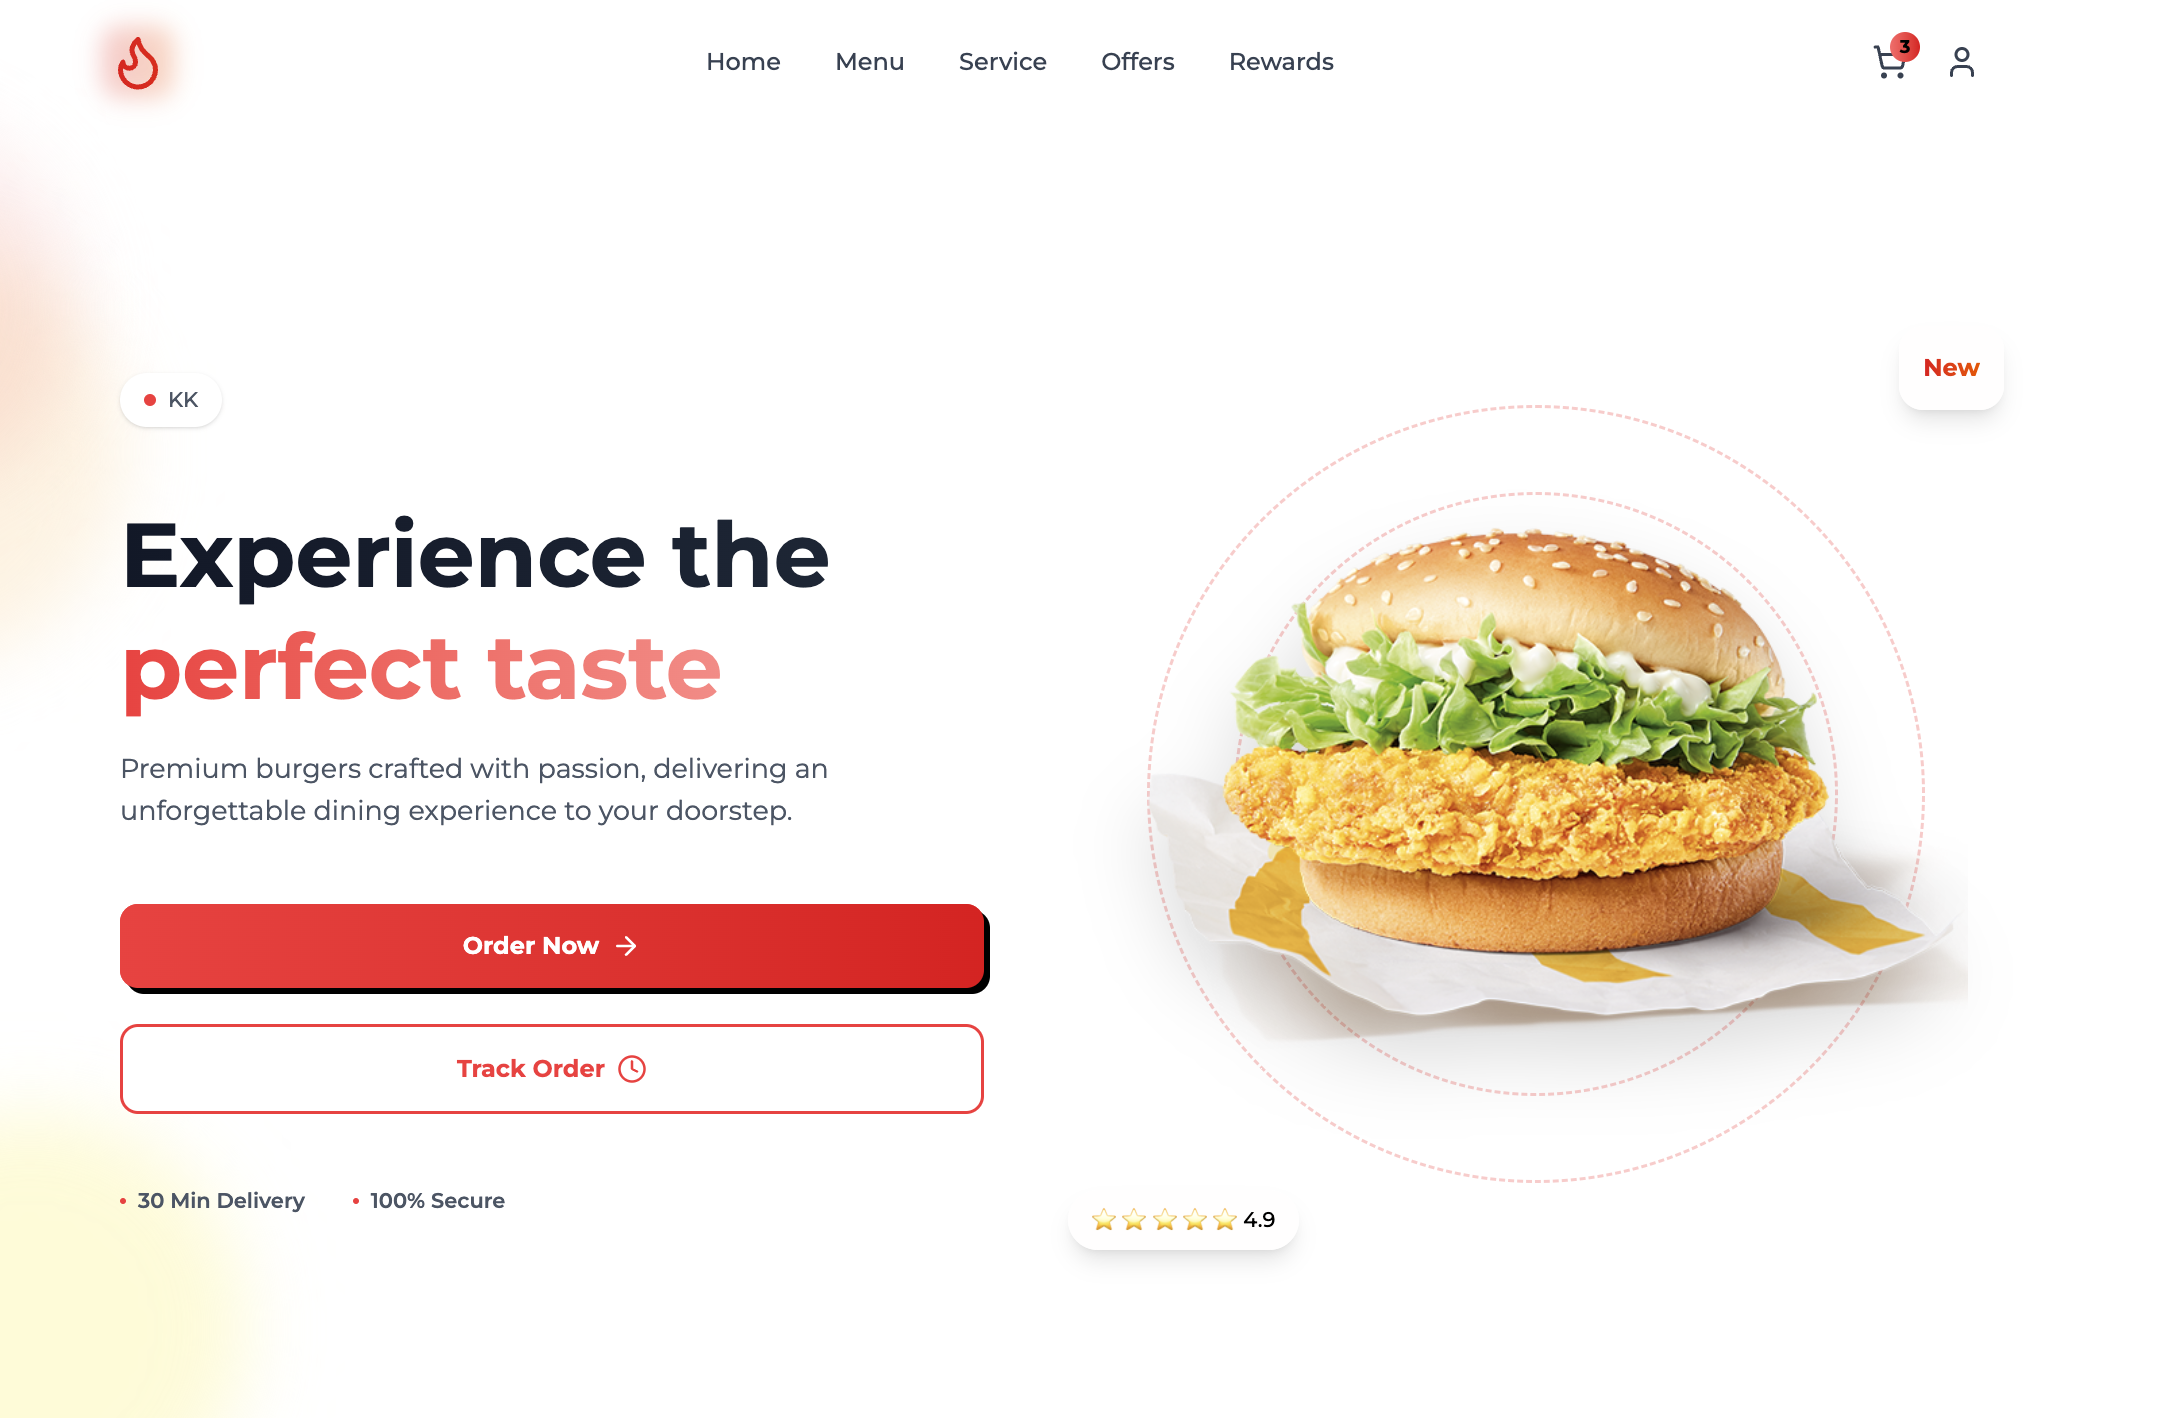 Home Menu Service Offers Rewards
3
New
KK
Experience the
perfect taste
Premium burgers crafted with passion, delivering an
unforgettable dining experience to your doorstep.
Order Now
Track Order
30 Min Delivery
100% Secure
4.9